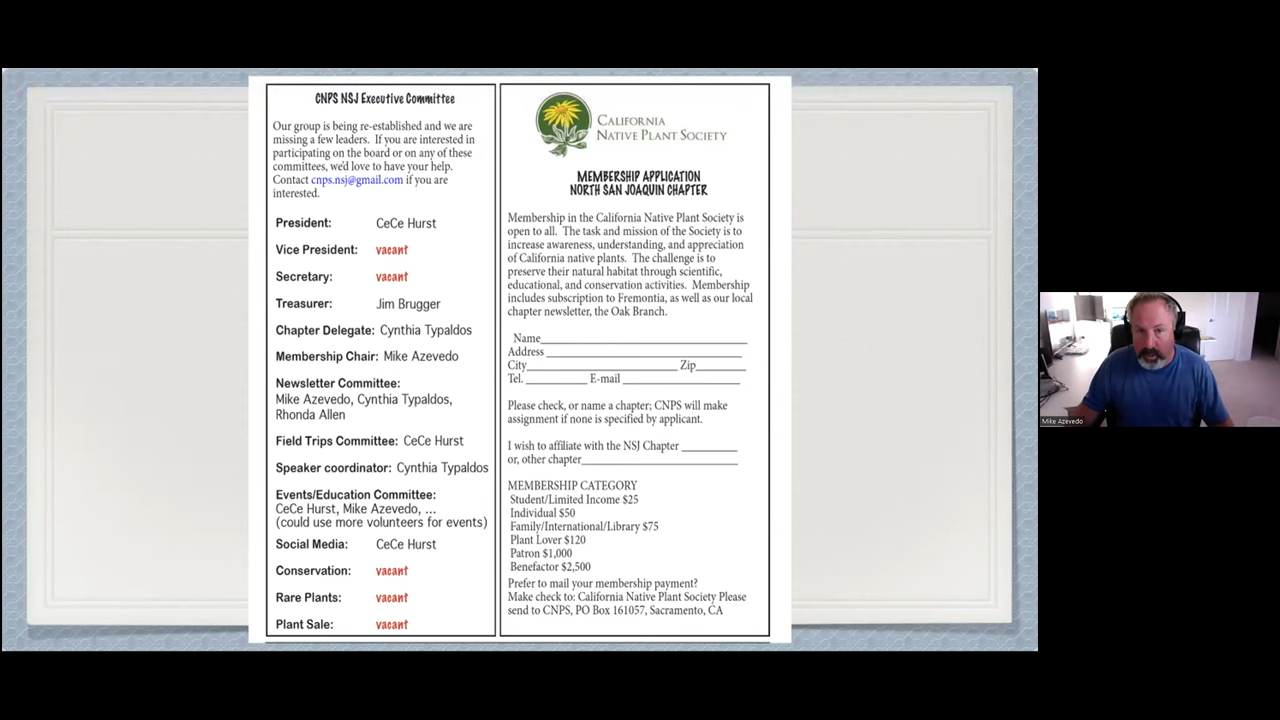 CNPS NSJ Executive Committee
Our group is being re-established and we are
missing a few leaders. If you are interested in
participating on the board or on any of these
committees, we'd love to have your help.
Contact cnps.nsj@gmail.com if you are
interested.
President: CeCe Hurst
Vice President: vacant
Secretary: vacant
Treasurer: Jim Brugger
Chapter Delegate: Cynthia Typaldos
Membership Chair: Mike Azevedo
Newsletter Committee:
Mike Azevedo, Cynthia Typaldos,
Rhonda Allen
Field Trips Committee: CeCe Hurst
Speaker coordinator: Cynthia Typaldos
Events/Education Committee:
CeCe Hurst, Mike Azevedo, ...
(could use more volunteers for events)
Social Media: CeCe Hurst
Conservation: vacant
Rare Plants: vacant
Plant Sale: vacant
CALIFORNIA
NATIVE PLANT SOCIETY
MEMBERSHIP APPLICATION
NORTH SAN JOAQUIN CHAPTER
Membership in the California Native Plant Society is
open to all. The task and mission of the Society is to
increase awareness, understanding, and appreciation
of California native plants. The challenge is to
preserve their natural habitat through scientific,
educational, and conservation activities. Membership
includes subscription to Fremontia, as well as our local
chapter newsletter, the Oak Branch.
Name
Address
City Zip
Tel. E-mail
Please check, or name a chapter; CNPS will make
assignment if none is specified by applicant.
I wish to affiliate with the NSJ Chapter
or, other chapter
MEMBERSHIP CATEGORY
Student/Limited Income $25
Individual $50
Family/International/Library $75
Plant Lover $120
Patron $1,000
Benefactor $2,500
Prefer to mail your membership payment?
Make check to: California Native Plant Society Please
send to CNPS, PO Box 161057, Sacramento, CA
Mike Azevedo